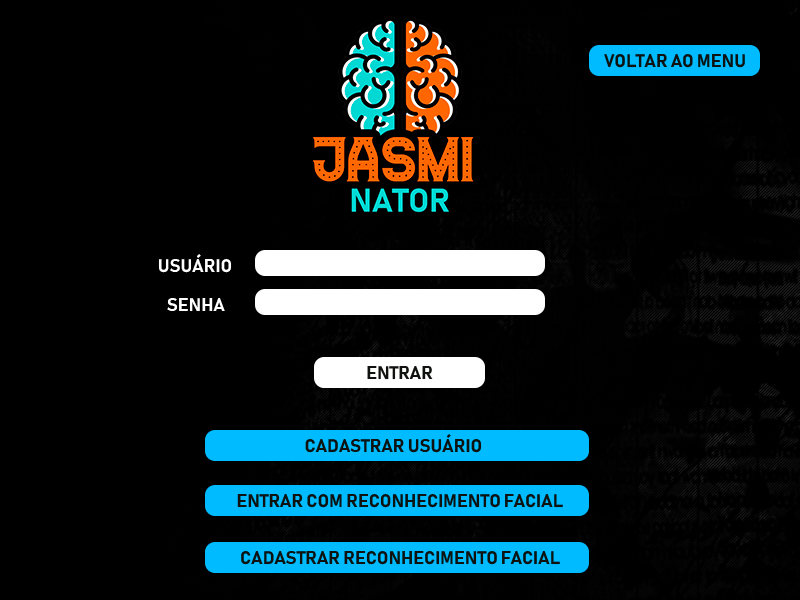 VOLTAR AO MENU
JASMI
NATOR
USUÁRIO
SENHA
ENTRAR
CADASTRAR USUÁRIO
ENTRAR COM RECONHECIMENTO FACIAL
CADASTRAR RECONHECIMENTO FACIAL